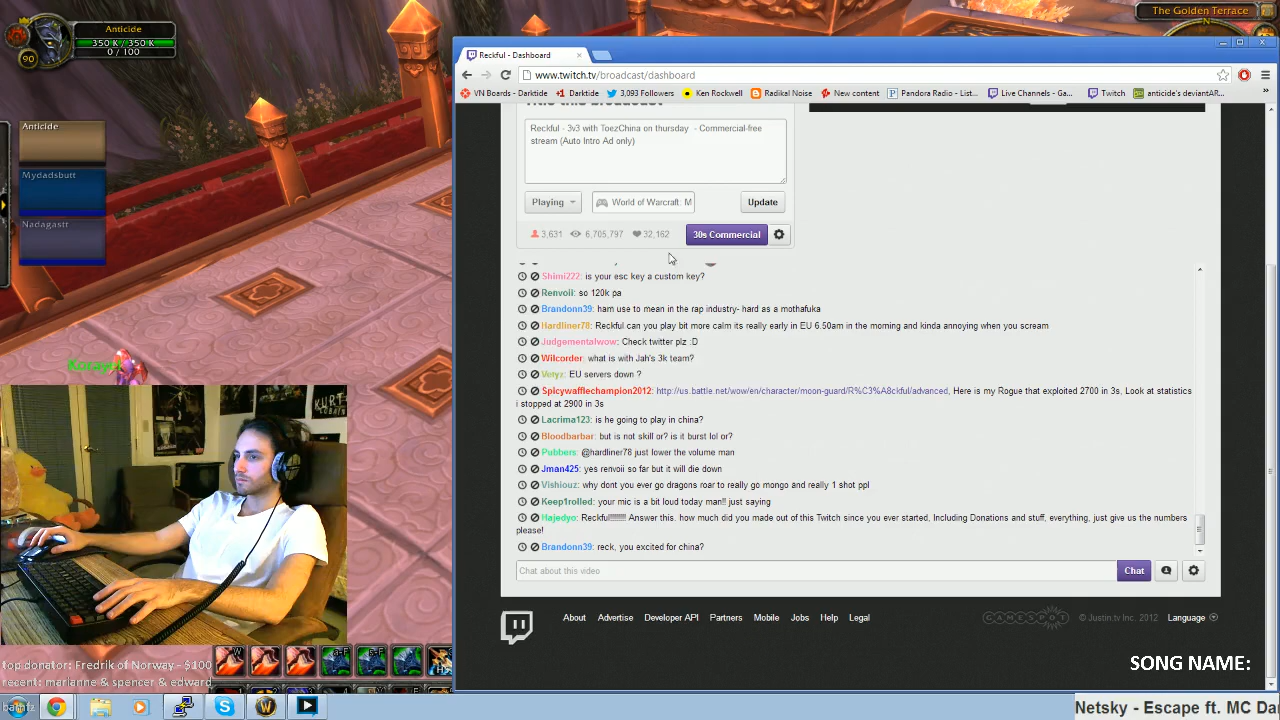 Anticide
350 K / 350 K
0 / 100
90
Anticide
Mydadsbutt
Nadagastt
The Golden Terrace
N
Reckful - Dashboard
www.twitch.tv/broadcast/dashboard
VN Boards - Darktide
Darktide
3,093 Followers
Ken Rockwell
Radikal Noise
New content
Pandora Radio - List...
Live Channels - Ga...
Twitch
anticide's deviantAR...
Title this broadcast
Reckful - 3v3 with ToezChina on thursday - Commercial-free
stream (Auto Intro Ad only)
Playing
World of Warcraft: M
Update
3,631
6,705,797
32,162
30s Commercial
Shimi222: is your esc key a custom key?
Renvoii: so 120k pa
Brandonn39: ham use to mean in the rap industry- hard as a mothafuka
Hardliner78: Reckful can you play bit more calm its really early in EU 6.50am in the morning and kinda annoying when you scream
Judgementalwow: Check twitter plz :D
Wilcorder: what is with Jah's 3k team?
Vetyz: EU servers down ?
Spicywafflechampion2012: http://us.battle.net/wow/en/character/moon-guard/R%C3%A8ckful/advanced, Here is my Rogue that exploited 2700 in 3s, Look at statistics
i stopped at 2900 in 3s
Lacrima123: is he going to play in china?
Bloodbarbar: but is not skill or? is it burst lol or?
Pubbers: @hardliner78 just lower the volume man
Jman425: yes renvoii so far but it will die down
Vishiouz: why dont you ever go dragons roar to really go mongo and really 1 shot ppl
Keep1rolled: your mic is a bit loud today man!! just saying
Hajedyo: Reckful!!!!!!!!! Answer this. how much did you made out of this Twitch since you ever started, Including Donations and stuff, everything, just give us the numbers
please!
Brandonn39: reck, you excited for china?
Chat about this video
Chat
About
Advertise
Developer API
Partners
Mobile
Jobs
Help
Legal
GAMESPOT
© Justin.tv Inc. 2012
Language
KURT
top donator: Fredrik of Norway - $100
recent: marianne & spencer & edward
SONG NAME:
Netsky - Escape ft. MC Da